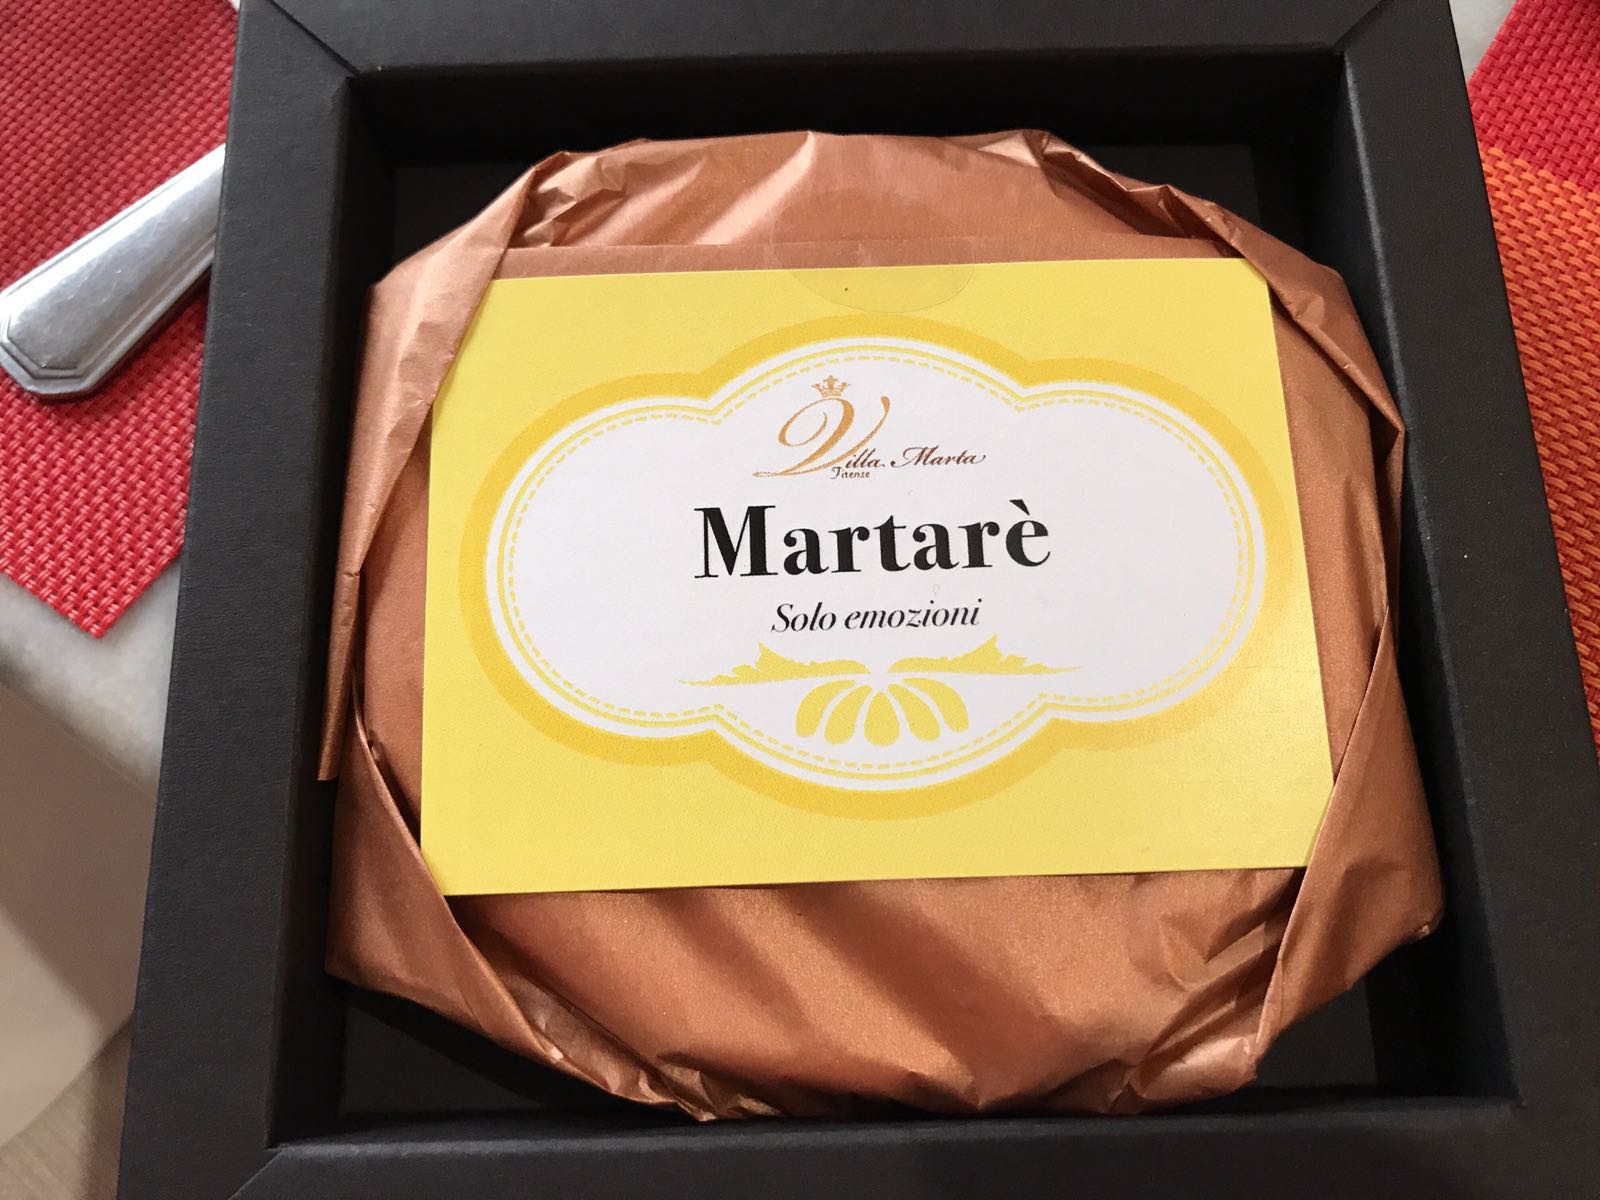 Villa Marta
Firenze
Martarè
Solo emozioni